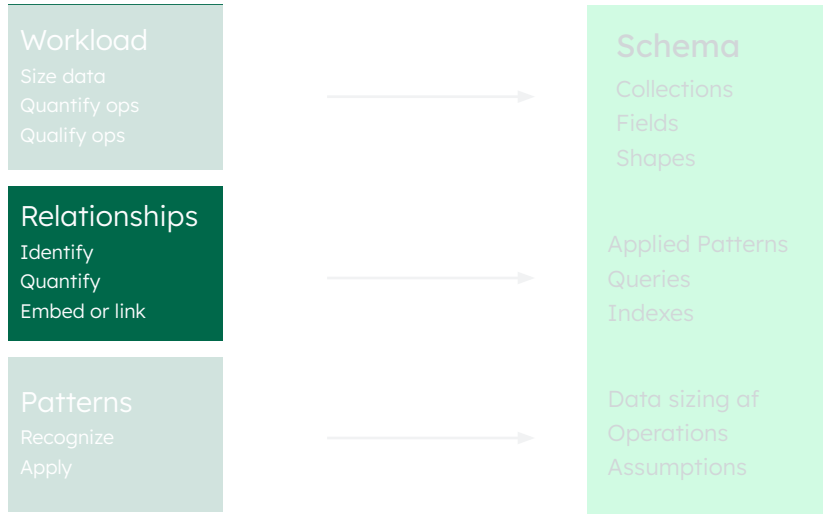 Workload
Size data
Quantify ops
Qualify ops
Relationships
Identify
Quantify
Embed or link
Patterns
Recognize
Apply
Schema
Collections
Fields
Shapes
Applied Patterns
Queries
Indexes
Data sizing af
Operations
Assumptions